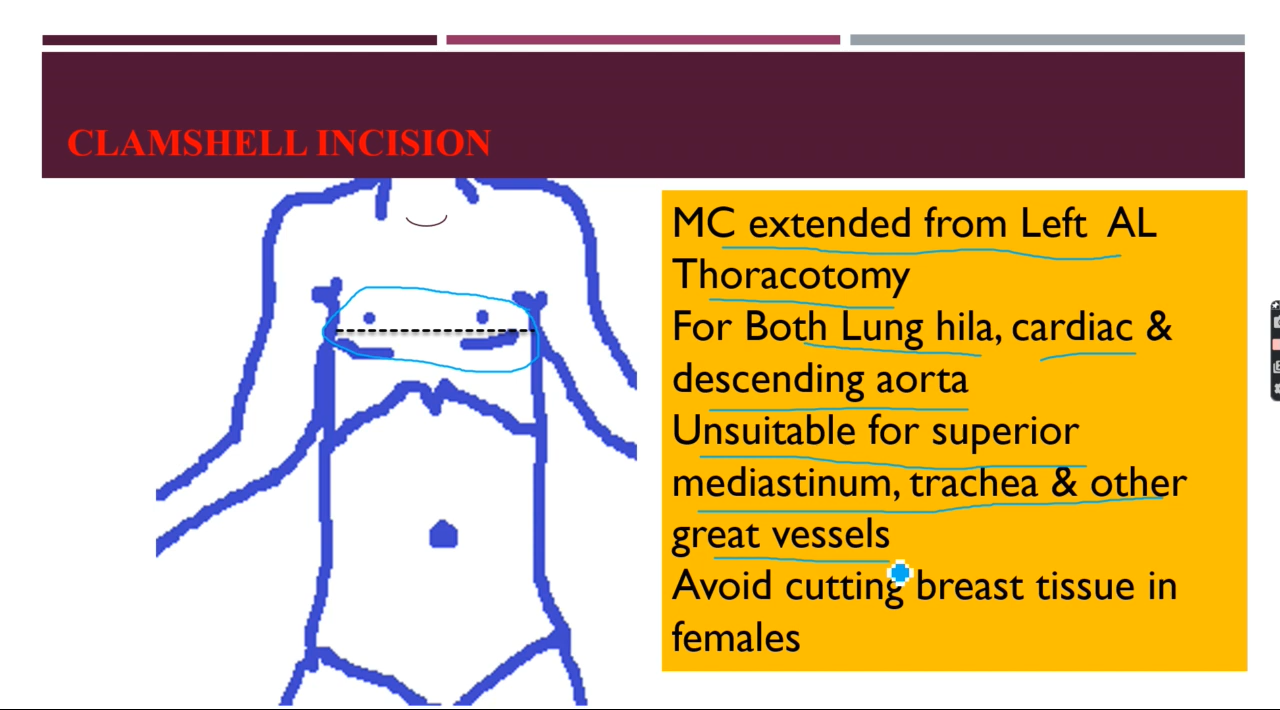 CLAMSHELL INCISION
MC extended from Left AL
Thoracotomy
For Both Lung hila, cardiac &
descending aorta
Unsuitable for superior
mediastinum, trachea & other
great vessels
Avoid cutting breast tissue in
females